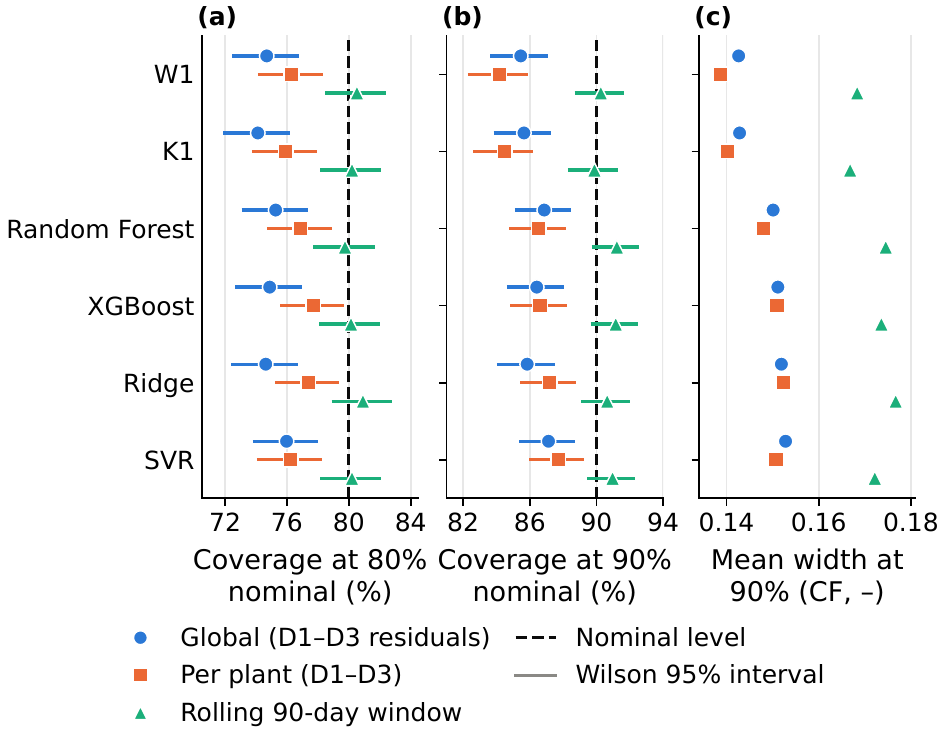 (a) (b) (c)
W1
K1
Random Forest
XGBoost
Ridge
SVR
72 76 80 84 82 86 90 94 0.14 0.16 0.18
Coverage at 80% Coverage at 90% Mean width at
nominal (%) nominal (%) 90% (CF, –)
Global (D1–D3 residuals) Nominal level
Per plant (D1–D3) Wilson 95% interval
Rolling 90-day window